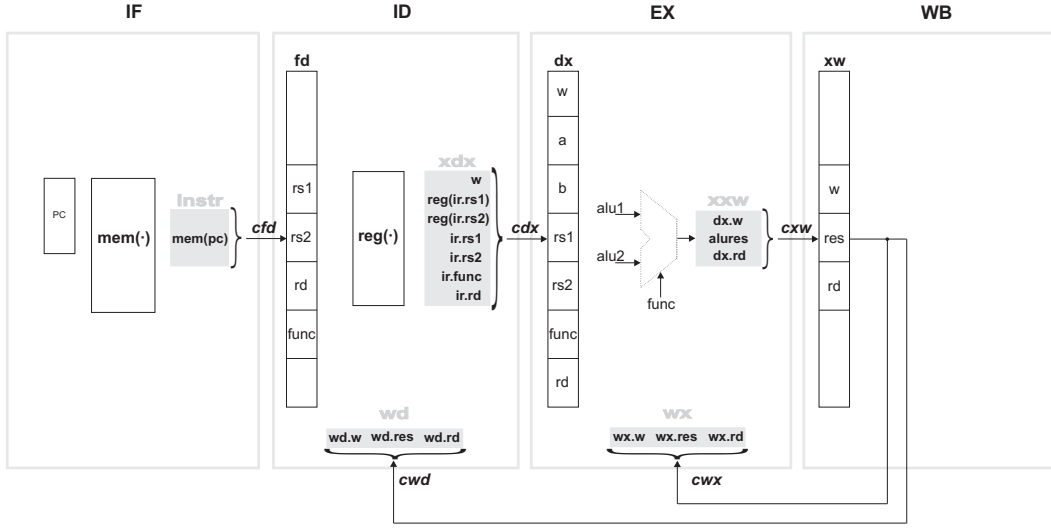 IF
ID
EX
WB
fd
dx
xw
PC
mem(·)
Instr
mem(pc)
cfd
rs1
rs2
rd
func
reg(·)
xdx
w
reg(ir.rs1)
reg(ir.rs2)
ir.rs1
ir.rs2
ir.func
ir.rd
cdx
w
a
b
rs1
rs2
func
rd
alu1
alu2
func
xxw
dx.w
alures
dx.rd
cxw
w
res
rd
wd
wd.w wd.res wd.rd
cwd
wx
wx.w wx.res wx.rd
cwx